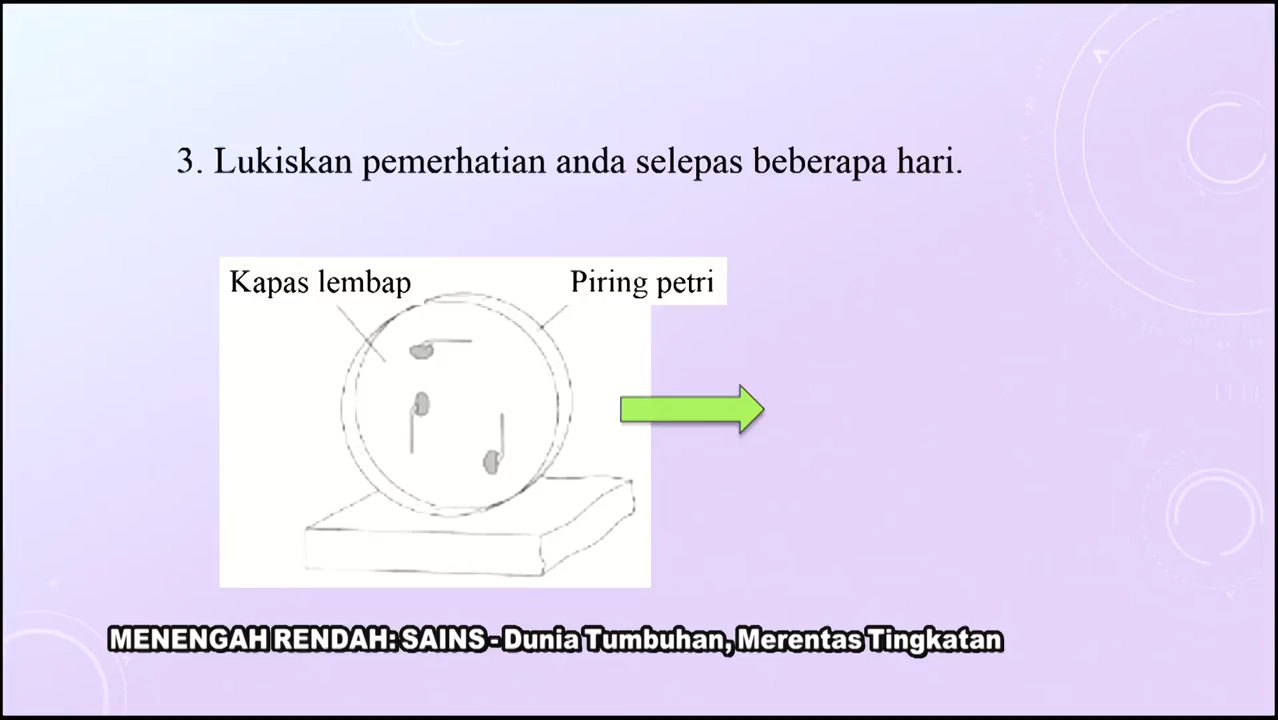 3. Lukiskan pemerhatian anda selepas beberapa hari.
Kapas lembap
Piring petri
MENENGAH RENDAH: SAINS - Dunia Tumbuhan, Merentas Tingkatan